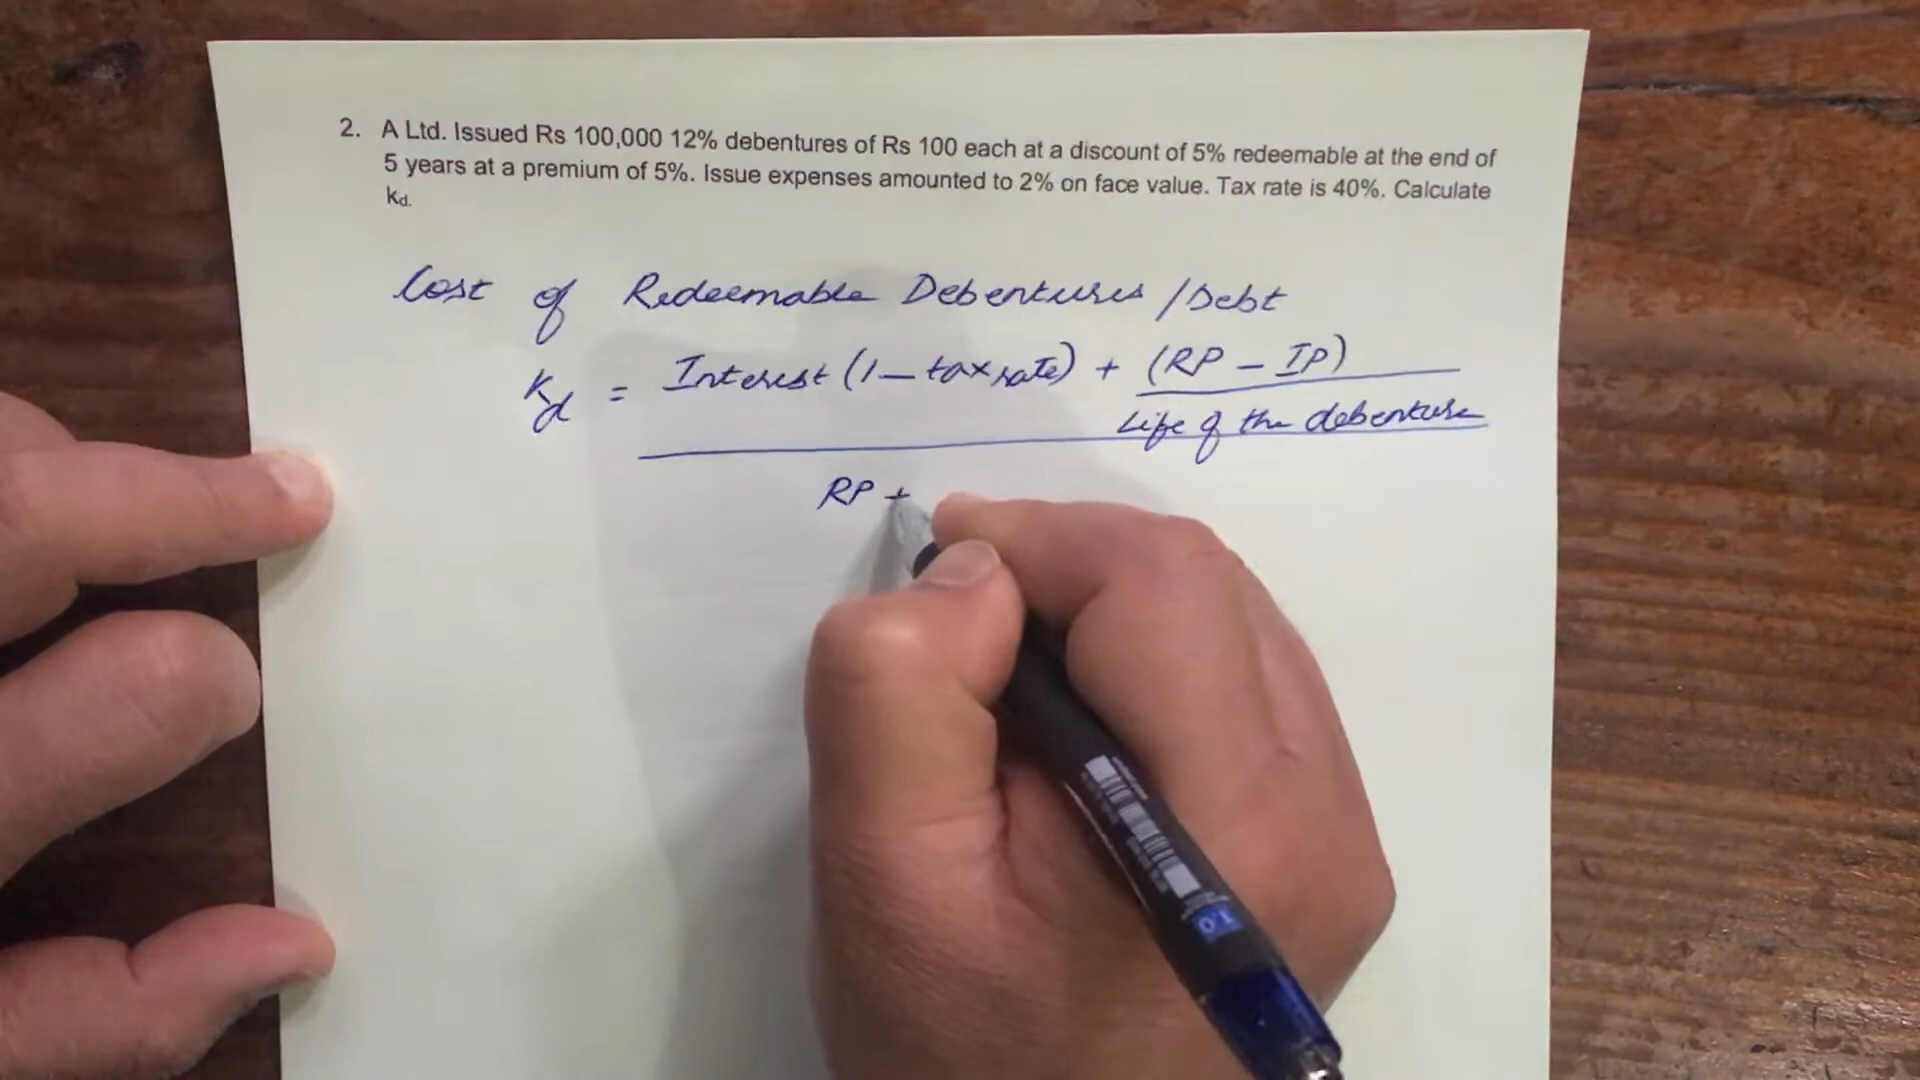 2. A Ltd. Issued Rs 100,000 12% debentures of Rs 100 each at a discount of 5% redeemable at the end of
5 years at a premium of 5%. Issue expenses amounted to 2% on face value. Tax rate is 40%. Calculate
kd.
Cost of Redeemable Debentures/Debt
Kd = Interest (1 - tax rate) + (RP - IP)
Life of the debenture
RP +
1.0